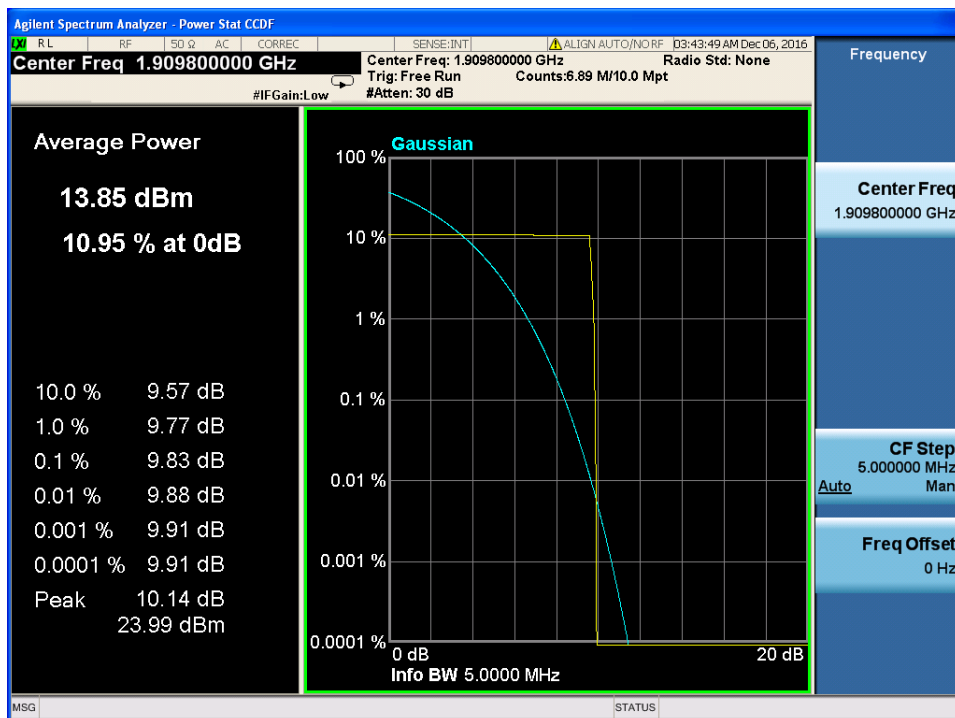 Agilent Spectrum Analyzer - Power Stat CCDF
LXI RL RF 50 Ω AC CORREC SENSE:INT ALIGN AUTO/NO RF 03:43:49 AM Dec 06, 2016
Center Freq 1.909800000 GHz
#IFGain:Low
Center Freq: 1.909800000 GHz Radio Std: None
Trig: Free Run Counts:6.89 M/10.0 Mpt
#Atten: 30 dB
Average Power
13.85 dBm
10.95 % at 0dB
10.0 % 9.57 dB
1.0 % 9.77 dB
0.1 % 9.83 dB
0.01 % 9.88 dB
0.001 % 9.91 dB
0.0001 % 9.91 dB
Peak 10.14 dB
23.99 dBm
Gaussian
100 %
10 %
1 %
0.1 %
0.01 %
0.001 %
0.0001 %
0 dB 20 dB
Info BW 5.0000 MHz
Frequency
Center Freq
1.909800000 GHz
CF Step
5.000000 MHz
Auto Man
Freq Offset
0 Hz
MSG STATUS